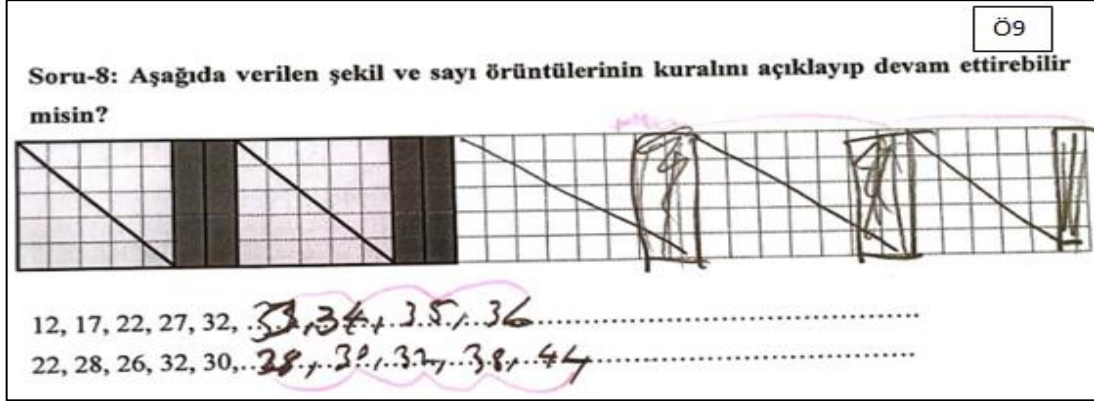 Ö9
Soru-8: Aşağıda verilen şekil ve sayı örüntülerinin kuralını açıklayıp devam ettirebilir
misin?
12, 17, 22, 27, 32, 33, 34, 35, 36
22, 28, 26, 32, 30, 28, 30, 32, 38, 44